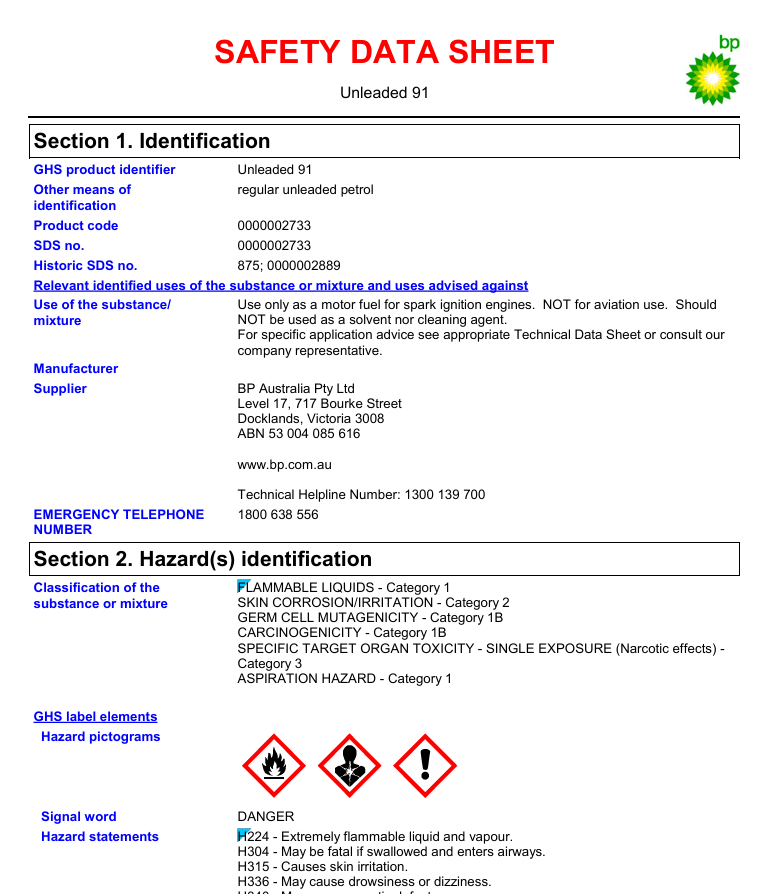 bp
SAFETY DATA SHEET
Unleaded 91
Section 1. Identification
GHS product identifier Unleaded 91
Other means of identification regular unleaded petrol
Product code 0000002733
SDS no. 0000002733
Historic SDS no. 875; 0000002889
Relevant identified uses of the substance or mixture and uses advised against
Use of the substance/ mixture
Use only as a motor fuel for spark ignition engines. NOT for aviation use. Should
NOT be used as a solvent nor cleaning agent.
For specific application advice see appropriate Technical Data Sheet or consult our
company representative.
Manufacturer
Supplier BP Australia Pty Ltd
Level 17, 717 Bourke Street
Docklands, Victoria 3008
ABN 53 004 085 616
www.bp.com.au
Technical Helpline Number: 1300 139 700
EMERGENCY TELEPHONE NUMBER 1800 638 556
Section 2. Hazard(s) identification
Classification of the substance or mixture
FLAMMABLE LIQUIDS - Category 1
SKIN CORROSION/IRRITATION - Category 2
GERM CELL MUTAGENICITY - Category 1B
CARCINOGENICITY - Category 1B
SPECIFIC TARGET ORGAN TOXICITY - SINGLE EXPOSURE (Narcotic effects) -
Category 3
ASPIRATION HAZARD - Category 1
GHS label elements
Hazard pictograms
Signal word DANGER
Hazard statements H224 - Extremely flammable liquid and vapour.
H304 - May be fatal if swallowed and enters airways.
H315 - Causes skin irritation.
H336 - May cause drowsiness or dizziness.